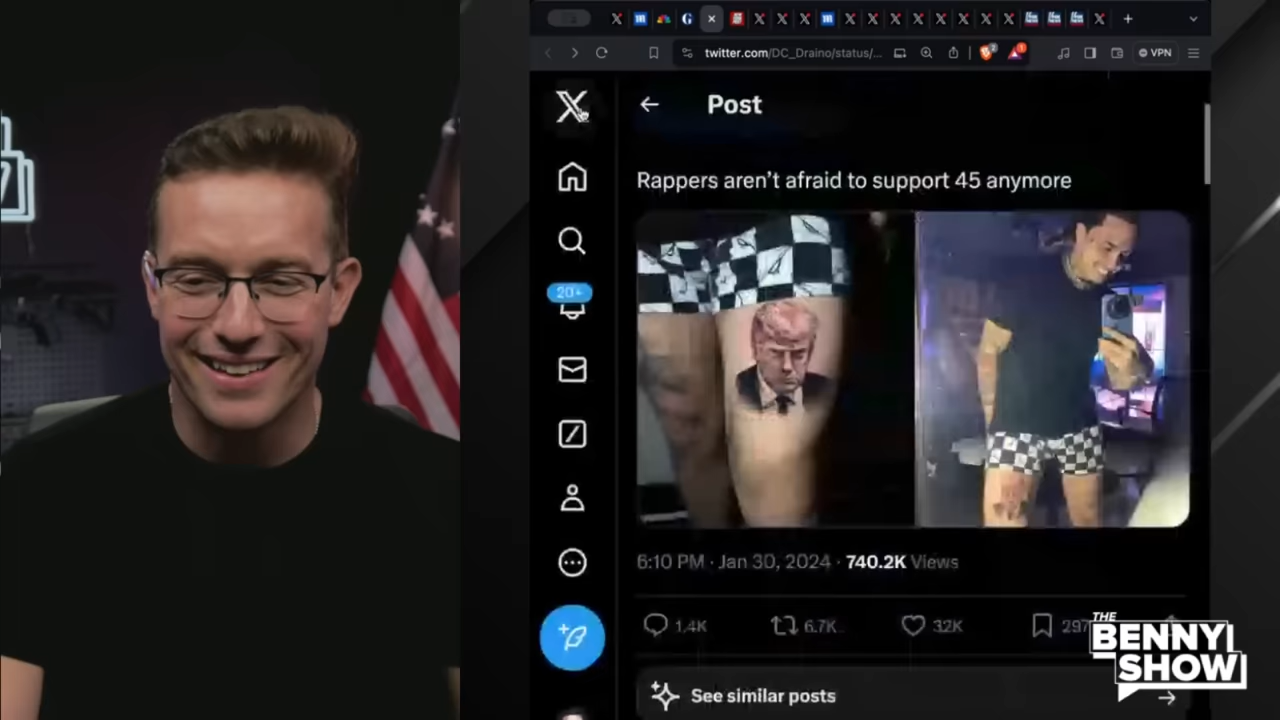 twitter.com/DC_Draino/status/...
VPN
Post
Rappers aren't afraid to support 45 anymore
20+
6:10 PM · Jan 30, 2024 · 740.2K Views
1.4K 6.7K 32K 297
See similar posts
THE
BENNY
SHOW